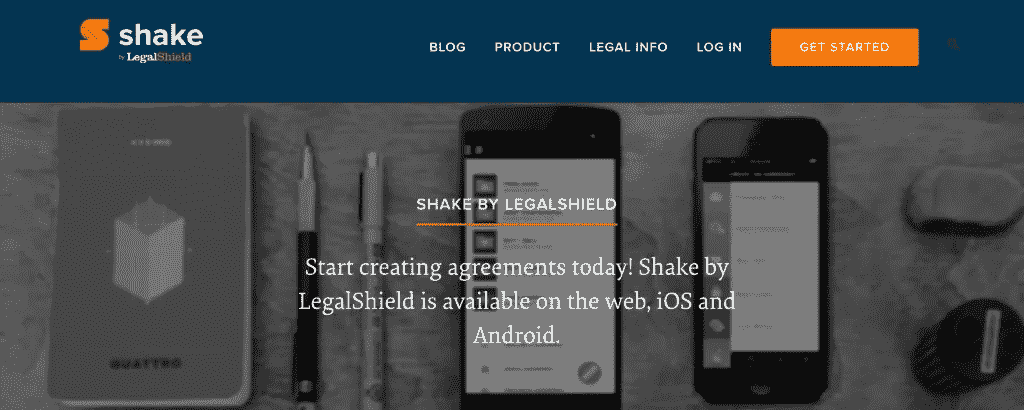 shake
by LegalShield
BLOG
PRODUCT
LEGAL INFO
LOG IN
GET STARTED
SHAKE BY LEGALSHIELD
Start creating agreements today! Shake by
LegalShield is available on the web, iOS and
Android.
QUATTRO